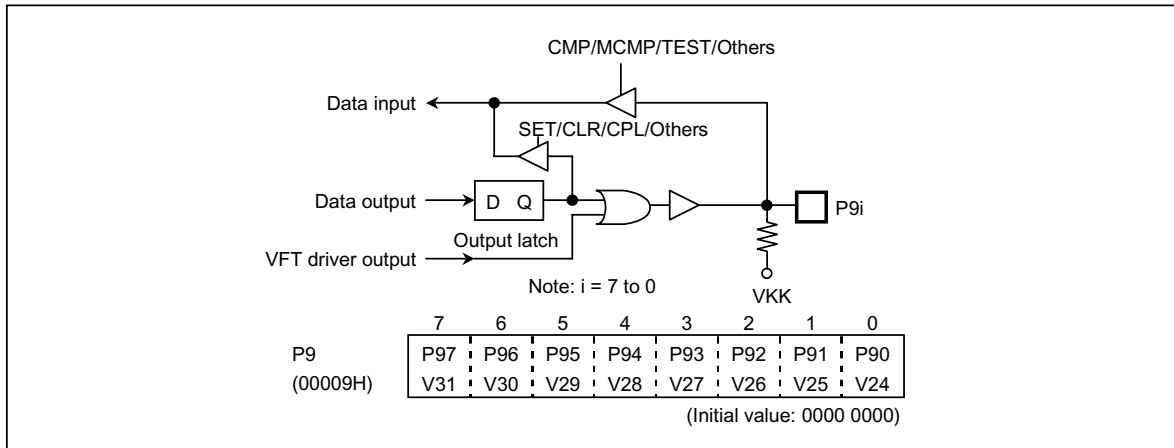 CMP/MCMP/TEST/Others
Data input
SET/CLR/CPL/Others
Data output
D Q
P9i
Output latch
VFT driver output
Note: i = 7 to 0
VKK
7 6 5 4 3 2 1 0
P9 P97 P96 P95 P94 P93 P92 P91 P90
(00009H) V31 V30 V29 V28 V27 V26 V25 V24
(Initial value: 0000 0000)